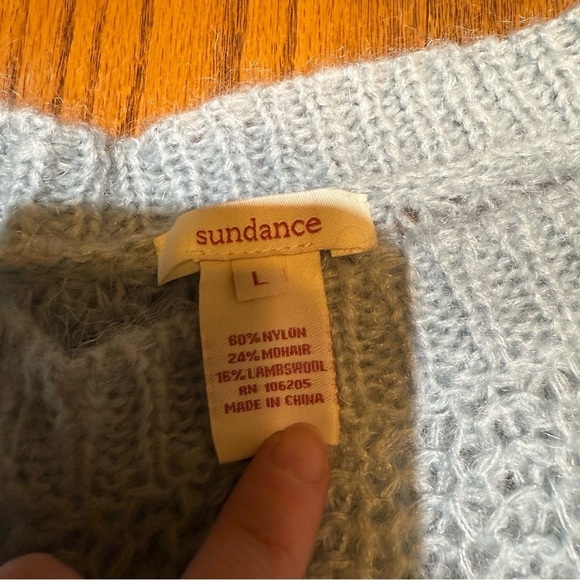 sundance
L
60% NYLON
24% MOHAIR
16% LAMBSWOOL
RN 106205
MADE IN CHINA